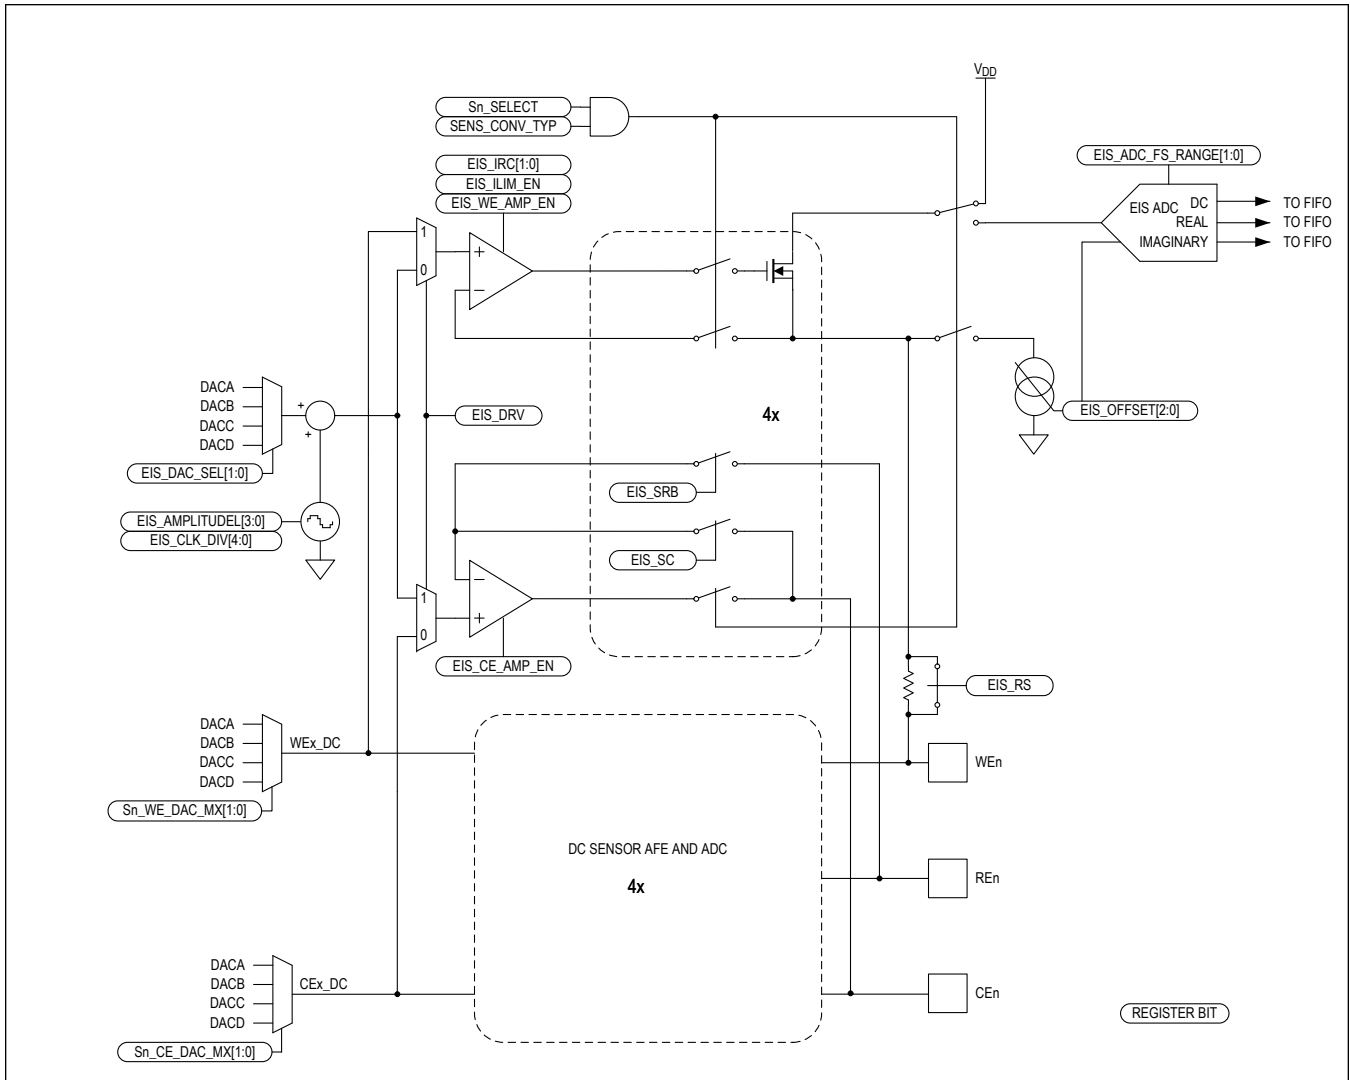 VDD
Sn_SELECT
SENS_CONV_TYP
EIS_IRC[1:0]
EIS_ILIM_EN
EIS_WE_AMP_EN
EIS_ADC_FS_RANGE[1:0]
EIS ADC
DC
REAL
IMAGINARY
TO FIFO
TO FIFO
TO FIFO
1
0
+
−
DACA
DACB
DACC
DACD
+
+
EIS_DAC_SEL[1:0]
EIS_DRV
4x
EIS_OFFSET[2:0]
EIS_AMPLITUDEL[3:0]
EIS_CLK_DIV[4:0]
EIS_SRB
EIS_SC
1
0
−
+
EIS_CE_AMP_EN
EIS_RS
DACA
DACB
DACC
DACD
WEx_DC
Sn_WE_DAC_MX[1:0]
WEn
DC SENSOR AFE AND ADC
4x
REn
DACA
DACB
DACC
DACD
CEx_DC
Sn_CE_DAC_MX[1:0]
CEn
REGISTER BIT